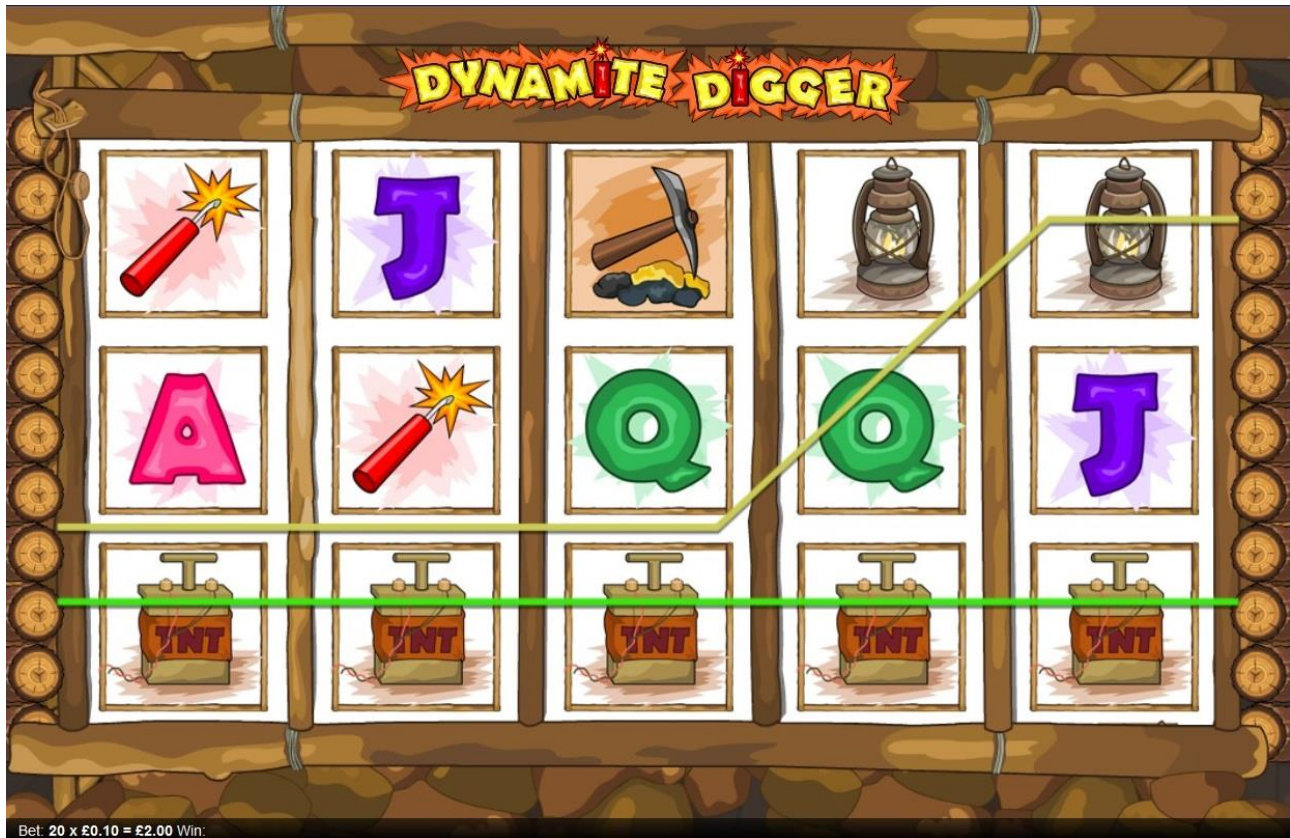 DYNAMITE DIGGER
J
A
Q
Q
J
TNT
TNT
TNT
TNT
TNT
Bet: 20 x £0.10 = £2.00 Win: